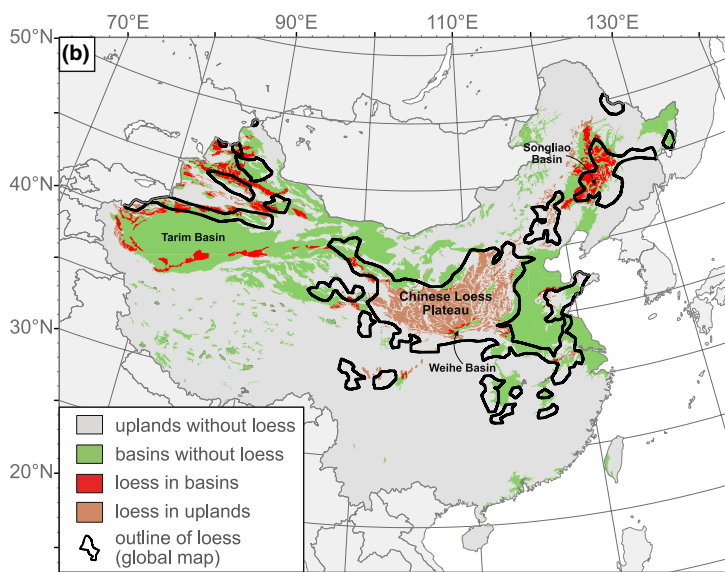 70°E 90°E 110°E 130°E
50°N
(b)
Songliao
Basin
40°N
Tarim Basin
Chinese Loess
Plateau
30°N
Weihe Basin
uplands without loess
basins without loess
loess in basins
20°N
loess in uplands
outline of loess
(global map)